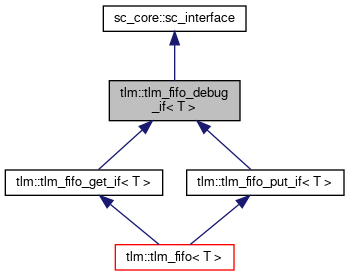 sc_core::sc_interface
tlm::tlm_fifo_debug
_if< T >
tlm::tlm_fifo_get_if< T >
tlm::tlm_fifo_put_if< T >
tlm::tlm_fifo< T >